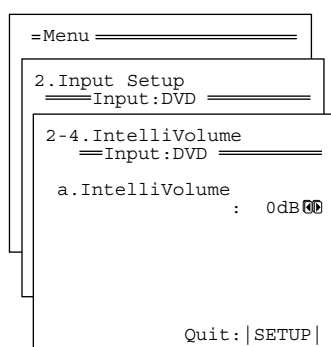 =Menu
2.Input Setup
Input:DVD
2-4.IntelliVolume
Input:DVD
a.IntelliVolume
: 0dB
Quit:|SETUP|